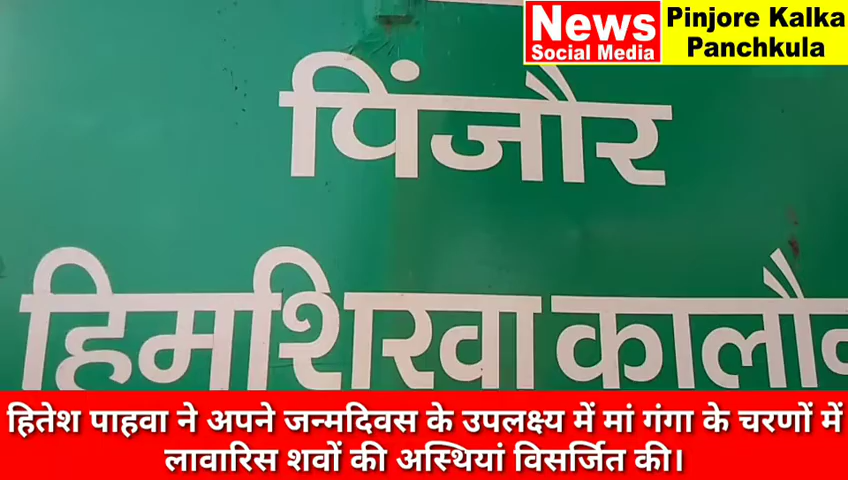 News
Social Media
Pinjore Kalka
Panchkula
पिंजौर
हिमशिखा
हितेश पाहवा ने अपने जन्मदिवस के उपलक्ष्य में मां गंगा के चरणों में
लावारिस शवों की अस्थियां विसर्जित की।